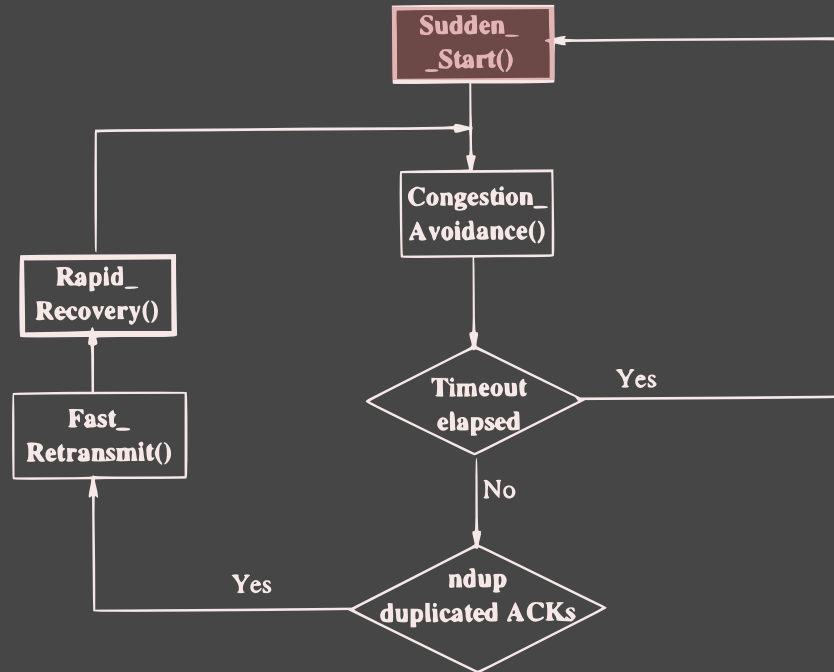 Sudden_
_Start()
Congestion_
Avoidance()
Rapid_
Recovery()
Timeout
elapsed
Yes
Fast_
Retransmit()
No
ndup
duplicated ACKs
Yes